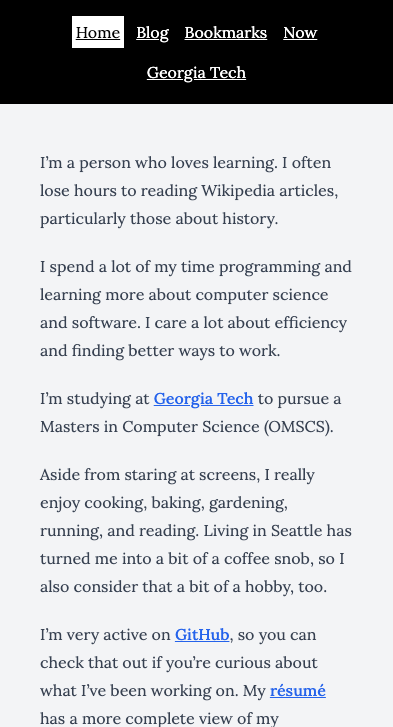 Home Blog Bookmarks Now
Georgia Tech
I’m a person who loves learning. I often
lose hours to reading Wikipedia articles,
particularly those about history.
I spend a lot of my time programming and
learning more about computer science
and software. I care a lot about efficiency
and finding better ways to work.
I’m studying at Georgia Tech to pursue a
Masters in Computer Science (OMSCS).
Aside from staring at screens, I really
enjoy cooking, baking, gardening,
running, and reading. Living in Seattle has
turned me into a bit of a coffee snob, so I
also consider that a bit of a hobby, too.
I’m very active on GitHub, so you can
check that out if you’re curious about
what I’ve been working on. My résumé
has a more complete view of my